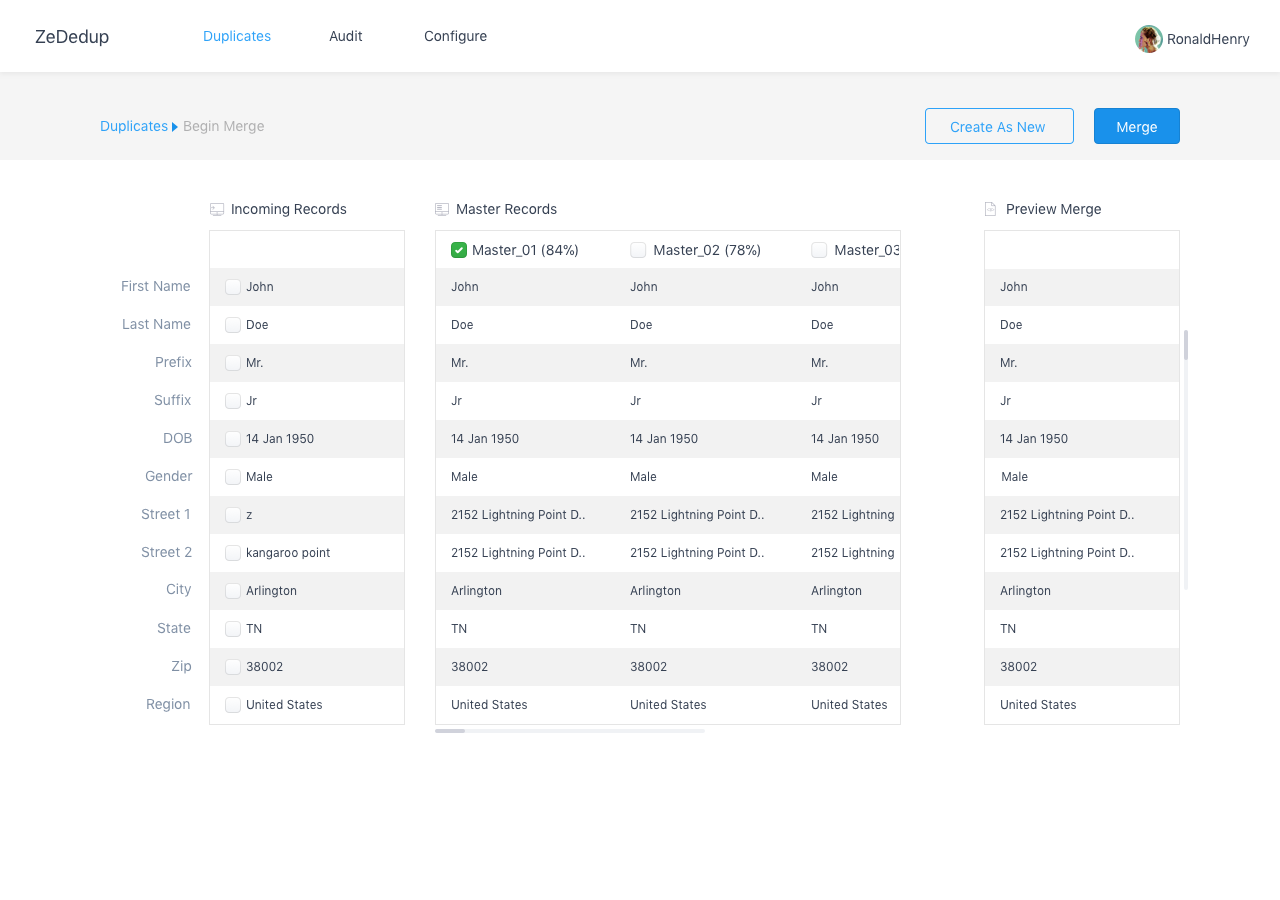 ZeDedup Duplicates Audit Configure RonaldHenry
Duplicates Begin Merge Create As New Merge
Incoming Records Master Records Preview Merge
Master_01 (84%) Master_02 (78%) Master_03
First Name John John John John John
Last Name Doe Doe Doe Doe Doe
Prefix Mr. Mr. Mr. Mr. Mr.
Suffix Jr Jr Jr Jr Jr
DOB 14 Jan 1950 14 Jan 1950 14 Jan 1950 14 Jan 1950 14 Jan 1950
Gender Male Male Male Male Male
Street 1 z 2152 Lightning Point D.. 2152 Lightning Point D.. 2152 Lightning 2152 Lightning Point D..
Street 2 kangaroo point 2152 Lightning Point D.. 2152 Lightning Point D.. 2152 Lightning 2152 Lightning Point D..
City Arlington Arlington Arlington Arlington Arlington
State TN TN TN TN TN
Zip 38002 38002 38002 38002 38002
Region United States United States United States United States United States